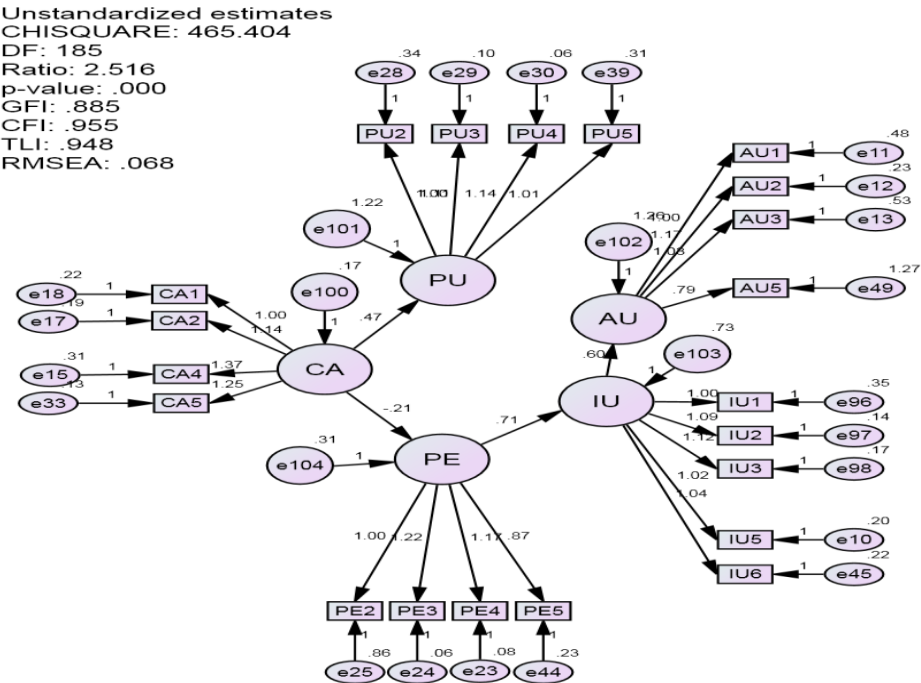 Unstandardized estimates
CHISQUARE: 465.404
DF: 185
Ratio: 2.516
p-value: .000
GFI: .885
CFI: .955
TLI: .948
RMSEA: .068
.34 .10 .06 .31
e28 e29 e30 e39
1 1 1 1
PU2 PU3 PU4 PU5
1.14 1.01
1.22
e101
1
PU
.48
AU1 1 e11
.23
AU2 1 e12
.53
AU3 1 e13
e102
1.17
1.08
1
1.27
.79 AU5 1 e49
AU
.17
e100
1
.47
.22
e18 1 CA1
e17 1 CA2
1.00
1.14
.31
e15 1 CA4 1.37
e33 1 CA5 1.25
CA
.73
e103
1
.60
IU
-.21
.71
.31
e104 1
PE
.35
1.00 IU1 1 e96
.14
1.09 IU2 1 e97
.17
1.12 IU3 1 e98
1.02
1.04
.20
IU5 1 e10
.22
IU6 1 e45
1.00 1.22 1.17 .87
PE2 PE3 PE4 PE5
1 1 1 1
.86 .06 .08 .23
e25 e24 e23 e44